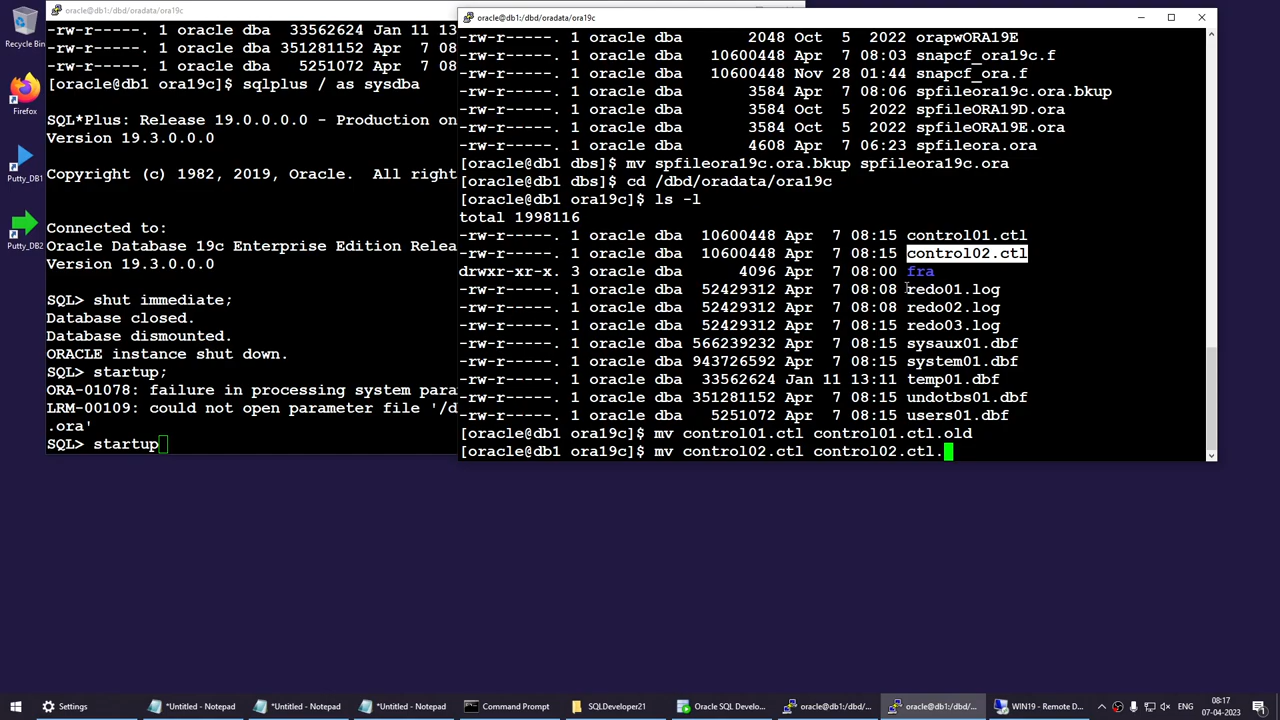 Recycle Bin
Firefox
Putty_DB1
Putty_DB2
oracle@db1:/dbd/oradata/ora19c
-rw-r-----. 1 oracle dba  33562624 Jan 11 13
-rw-r-----. 1 oracle dba 351281152 Apr  7 08
-rw-r-----. 1 oracle dba   5251072 Apr  7 08
[oracle@db1 ora19c]$ sqlplus / as sysdba
SQL*Plus: Release 19.0.0.0.0 - Production on
Version 19.3.0.0.0
Copyright (c) 1982, 2019, Oracle.  All right
Connected to:
Oracle Database 19c Enterprise Edition Relea
Version 19.3.0.0.0
SQL> shut immediate;
Database closed.
Database dismounted.
ORACLE instance shut down.
SQL> startup;
ORA-01078: failure in processing system para
LRM-00109: could not open parameter file '/d
.ora'
SQL> startup
oracle@db1:/dbd/oradata/ora19c
-rw-r-----. 1 oracle dba      2048 Oct  5  2022 orapwORA19E
-rw-r-----. 1 oracle dba  10600448 Apr  7 08:03 snapcf_ora19c.f
-rw-r-----. 1 oracle dba  10600448 Nov 28 01:44 snapcf_ora.f
-rw-r-----. 1 oracle dba      3584 Apr  7 08:06 spfileora19c.ora.bkup
-rw-r-----. 1 oracle dba      3584 Oct  5  2022 spfileORA19D.ora
-rw-r-----. 1 oracle dba      3584 Oct  5  2022 spfileORA19E.ora
-rw-r-----. 1 oracle dba      4608 Apr  7 06:23 spfileora.ora
[oracle@db1 dbs]$ mv spfileora19c.ora.bkup spfileora19c.ora
[oracle@db1 dbs]$ cd /dbd/oradata/ora19c
[oracle@db1 ora19c]$ ls -l
total 1998116
-rw-r-----. 1 oracle dba  10600448 Apr  7 08:15 control01.ctl
-rw-r-----. 1 oracle dba  10600448 Apr  7 08:15 control02.ctl
drwxr-xr-x. 3 oracle dba      4096 Apr  7 08:00 fra
-rw-r-----. 1 oracle dba  52429312 Apr  7 08:08 redo01.log
-rw-r-----. 1 oracle dba  52429312 Apr  7 08:08 redo02.log
-rw-r-----. 1 oracle dba  52429312 Apr  7 08:15 redo03.log
-rw-r-----. 1 oracle dba 566239232 Apr  7 08:15 sysaux01.dbf
-rw-r-----. 1 oracle dba 943726592 Apr  7 08:15 system01.dbf
-rw-r-----. 1 oracle dba  33562624 Jan 11 13:11 temp01.dbf
-rw-r-----. 1 oracle dba 351281152 Apr  7 08:15 undotbs01.dbf
-rw-r-----. 1 oracle dba   5251072 Apr  7 08:15 users01.dbf
[oracle@db1 ora19c]$ mv control01.ctl control01.ctl.old
[oracle@db1 ora19c]$ mv control02.ctl control02.ctl.
Settings
*Untitled - Notepad
*Untitled - Notepad
*Untitled - Notepad
Command Prompt
SQLDeveloper21
Oracle SQL Develo...
oracle@db1:/dbd/...
oracle@db1:/dbd/...
WIN19 - Remote D...
ENG
08:17
07-04-2023
1